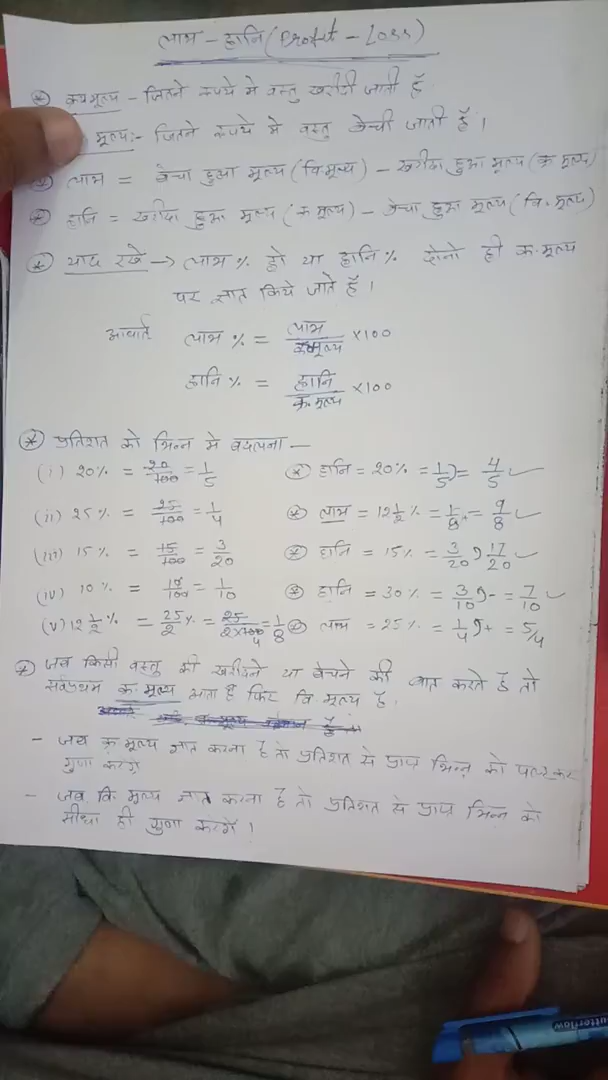 लाभ - हानि (Profit - Loss)
क्रयमूल्य - जितने रूपये मे वस्तु खरीदी जाती हैं
मूल्य:- जितने रूपये मे वस्तु बेची जाती हैं।
लाभ = बेचा हुआ मूल्य (वि.मूल्य) - खरीदा हुआ मूल्य (क्र.मूल्य)
हानि = खरीदा हुआ मूल्य (क्र.मूल्य) - बेचा हुआ मूल्य (वि.मूल्य)
याद रखे → लाभ % हो या हानि % दोनो ही क्र.मूल्य
पर ज्ञात किये जाते हैं।
अर्थात लाभ % = लाभ/क्र.मूल्य ×100
हानि % = हानि/क्र.मूल्य ×100
प्रतिशत को भिन्न मे बदलना —
(i) 20% = 20/100 = 1/5
हानि = 20% = 1/5)- = 4/5 ✓
(ii) 25% = 25/100 = 1/4
लाभ = 12 1/2 % = 1/8+ = 9/8 ✓
(iii) 15% = 15/100 = 3/20
हानि = 15% = 3/20) 17/20 ✓
(iv) 10% = 10/100 = 1/10
हानि = 30% = 3/10)- = 7/10 ✓
(v) 12 1/2 % = 25/2 % = 25/2×100 4 = 1/8
लाभ = 25% = 1/4)+ = 5/4
जब किसी वस्तु की खरीदने या बेचने की बात करते हैं तो
सर्वप्रथम क्र.मूल्य आता है फिर वि.मूल्य है.
- जब क्र.मूल्य ज्ञात करना है तो प्रतिशत से प्राप्त भिन्न को पलटकर
गुणा करेंगे
- जब वि.मूल्य ज्ञात करना है तो प्रतिशत से प्राप्त भिन्न को
सीधा ही गुणा करेगें।